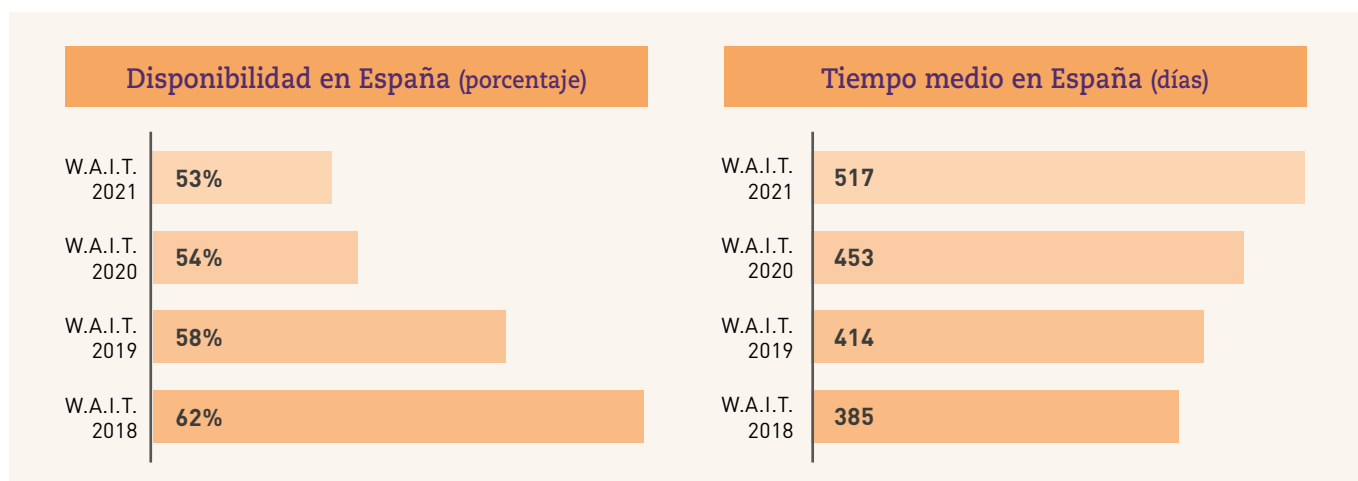 Disponibilidad en España (porcentaje)
W.A.I.T.
2021
53%
W.A.I.T.
2020
54%
W.A.I.T.
2019
58%
W.A.I.T.
2018
62%
Tiempo medio en España (días)
W.A.I.T.
2021
517
W.A.I.T.
2020
453
W.A.I.T.
2019
414
W.A.I.T.
2018
385